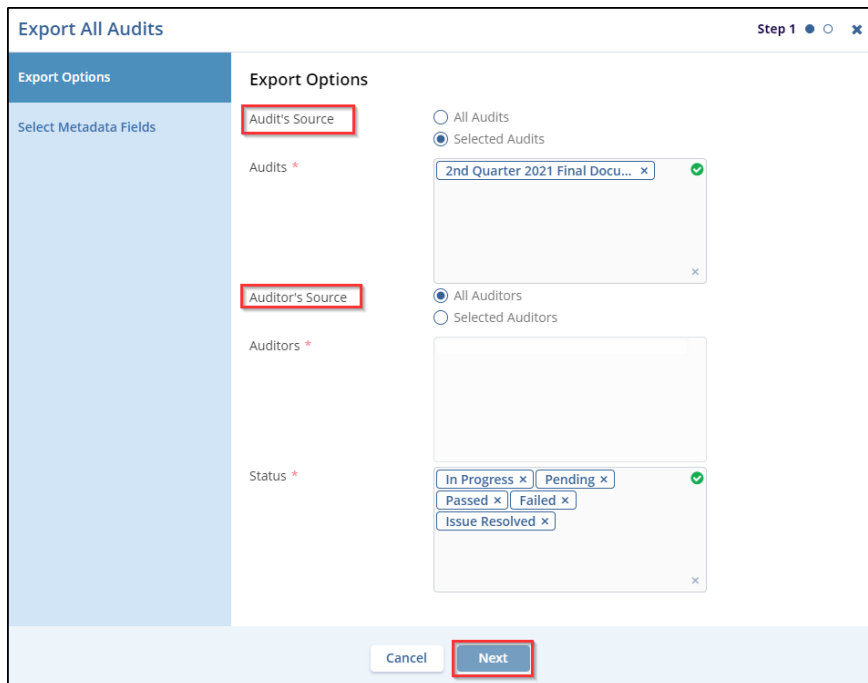 Export All Audits
Step 1
Export Options
Select Metadata Fields
Export Options
Audit's Source
All Audits
Selected Audits
Audits *
2nd Quarter 2021 Final Docu... ×
×
Auditor's Source
All Auditors
Selected Auditors
Auditors *
Status *
In Progress × Pending ×
Passed × Failed ×
Issue Resolved ×
×
Cancel Next